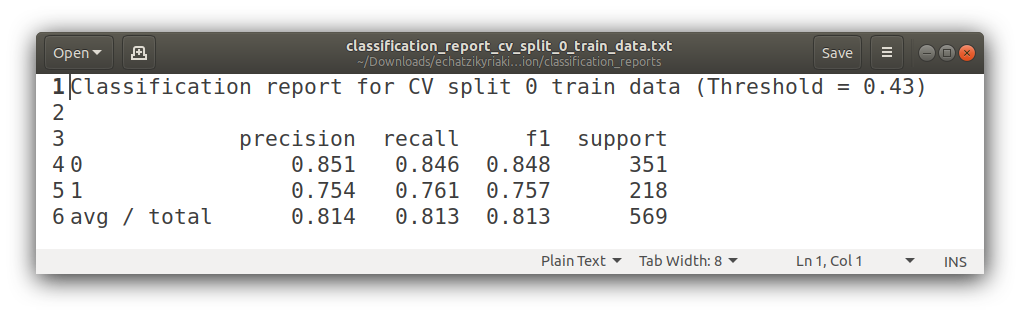 Open
classification_report_cv_split_0_train_data.txt
~/Downloads/echatzikyriaki…ion/classification_reports
Save
1 Classification report for CV split 0 train data (Threshold = 0.43)
2
3 precision recall f1 support
4 0 0.851 0.846 0.848 351
5 1 0.754 0.761 0.757 218
6 avg / total 0.814 0.813 0.813 569
Plain Text Tab Width: 8 Ln 1, Col 1 INS